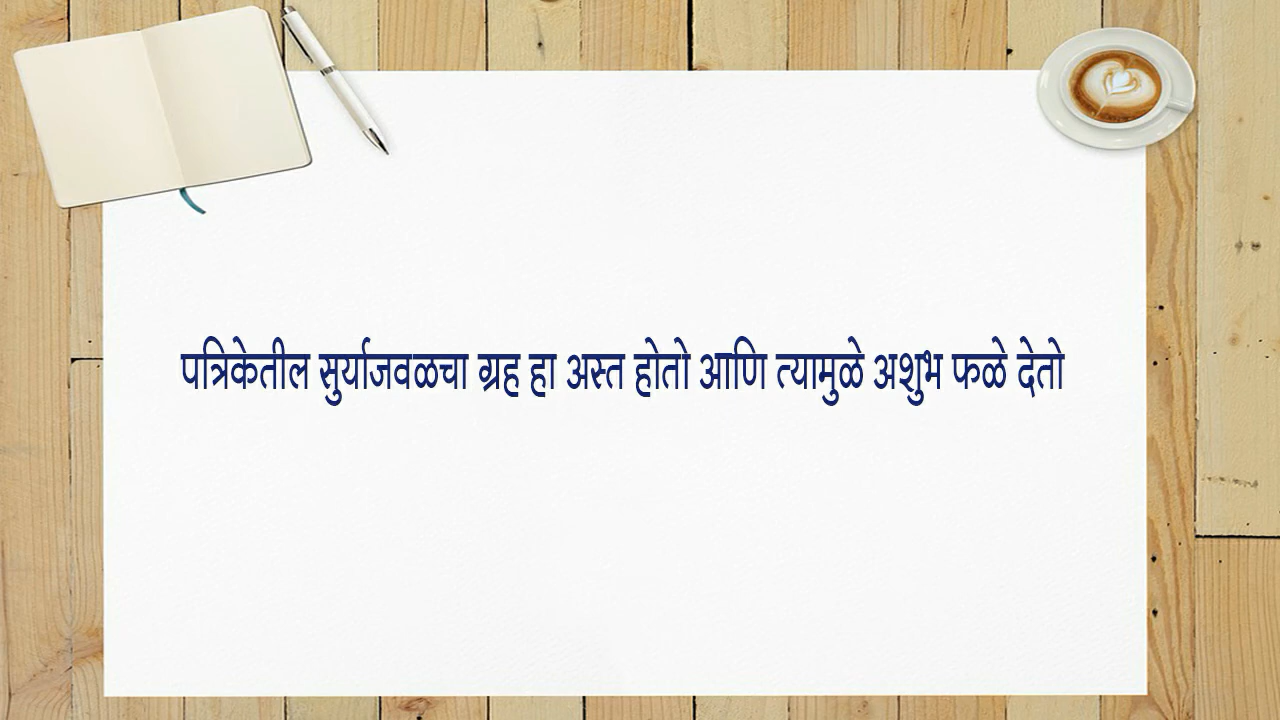 पत्रिकेतील सुर्याजवळचा ग्रह हा अस्त होतो आणि त्यामुळे अशुभ फळे देतो